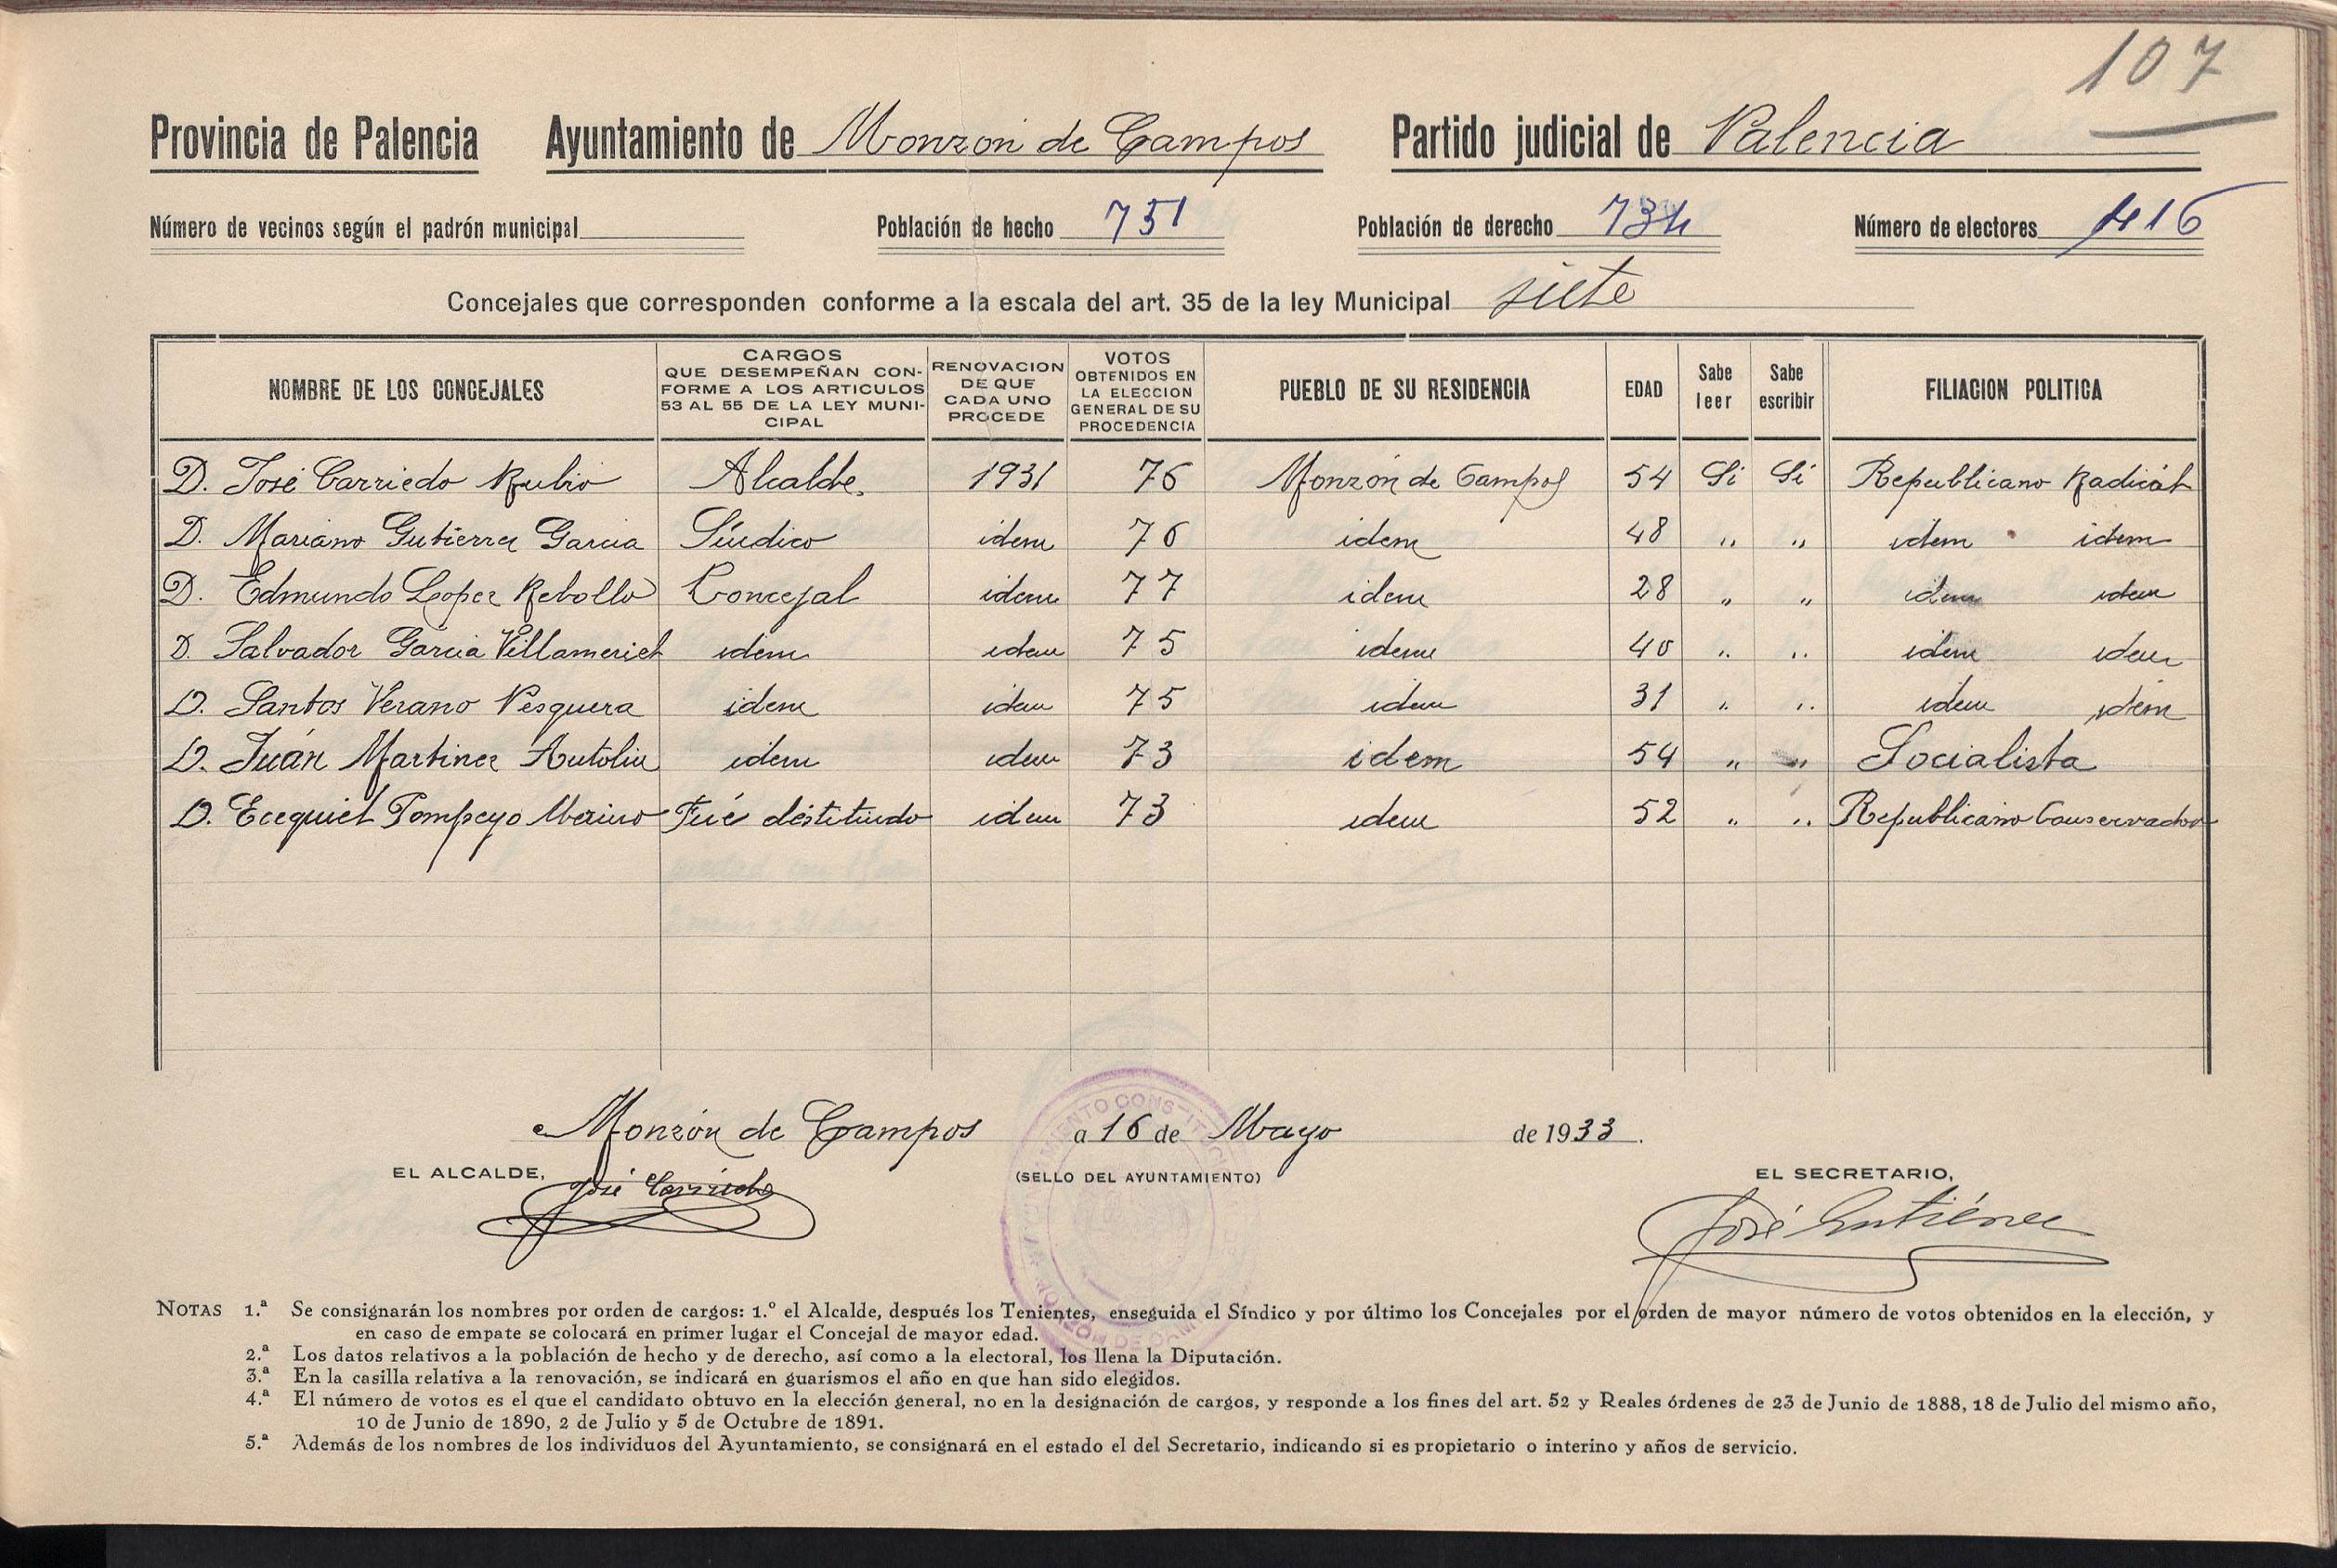 107
Provincia de Palencia Ayuntamiento de Monzón de Campos Partido judicial de Palencia
Número de vecinos según el padrón municipal Población de hecho 751 Población de derecho 734 Número de electores 416
Concejales que corresponden conforme a la escala del art. 35 de la ley Municipal siete
NOMBRE DE LOS CONCEJALES CARGOS QUE DESEMPEÑAN CONFORME A LOS ARTICULOS 53 AL 55 DE LA LEY MUNICIPAL RENOVACION DE QUE CADA UNO PROCEDE VOTOS OBTENIDOS EN LA ELECCION GENERAL DE SU PROCEDENCIA PUEBLO DE SU RESIDENCIA EDAD Sabe leer Sabe escribir FILIACION POLITICA
D. José Carriedo Rubio Alcalde. 1931 76 Monzón de Campos 54 Si Si Republicano Radical
D. Mariano Gutierrez Garcia Síndico idem 76 idem 48 " " idem idem
D. Edmundo Lopez Rebollo Concejal idem 77 idem 28 " " idem idem
D. Salvador Garcia Villameriel idem idem 75 idem 40 " " idem idem
D. Santos Verano Pesquera idem idem 75 idem 31 " " idem idem
D. Juán Martinez Antolin idem idem 73 idem 54 " " Socialista
D. Ecequiel Pompeyo Merino Fué destituido idem 73 idem 52 " " Republicano Conservador
Monzón de Campos a 16 de Mayo de 1933.
EL ALCALDE, (SELLO DEL AYUNTAMIENTO) EL SECRETARIO,
José Carriedo José Gutiérrez
NOTAS 1.ª Se consignarán los nombres por orden de cargos: 1.º el Alcalde, después los Tenientes, enseguida el Síndico y por último los Concejales por el orden de mayor número de votos obtenidos en la elección, y
en caso de empate se colocará en primer lugar el Concejal de mayor edad.
2.ª Los datos relativos a la población de hecho y de derecho, así como a la electoral, los llena la Diputación.
3.ª En la casilla relativa a la renovación, se indicará en guarismos el año en que han sido elegidos.
4.ª El número de votos es el que el candidato obtuvo en la elección general, no en la designación de cargos, y responde a los fines del art. 52 y Reales órdenes de 23 de Junio de 1888, 18 de Julio del mismo año,
10 de Junio de 1890, 2 de Julio y 5 de Octubre de 1891.
5.ª Además de los nombres de los individuos del Ayuntamiento, se consignará en el estado el del Secretario, indicando si es propietario o interino y años de servicio.